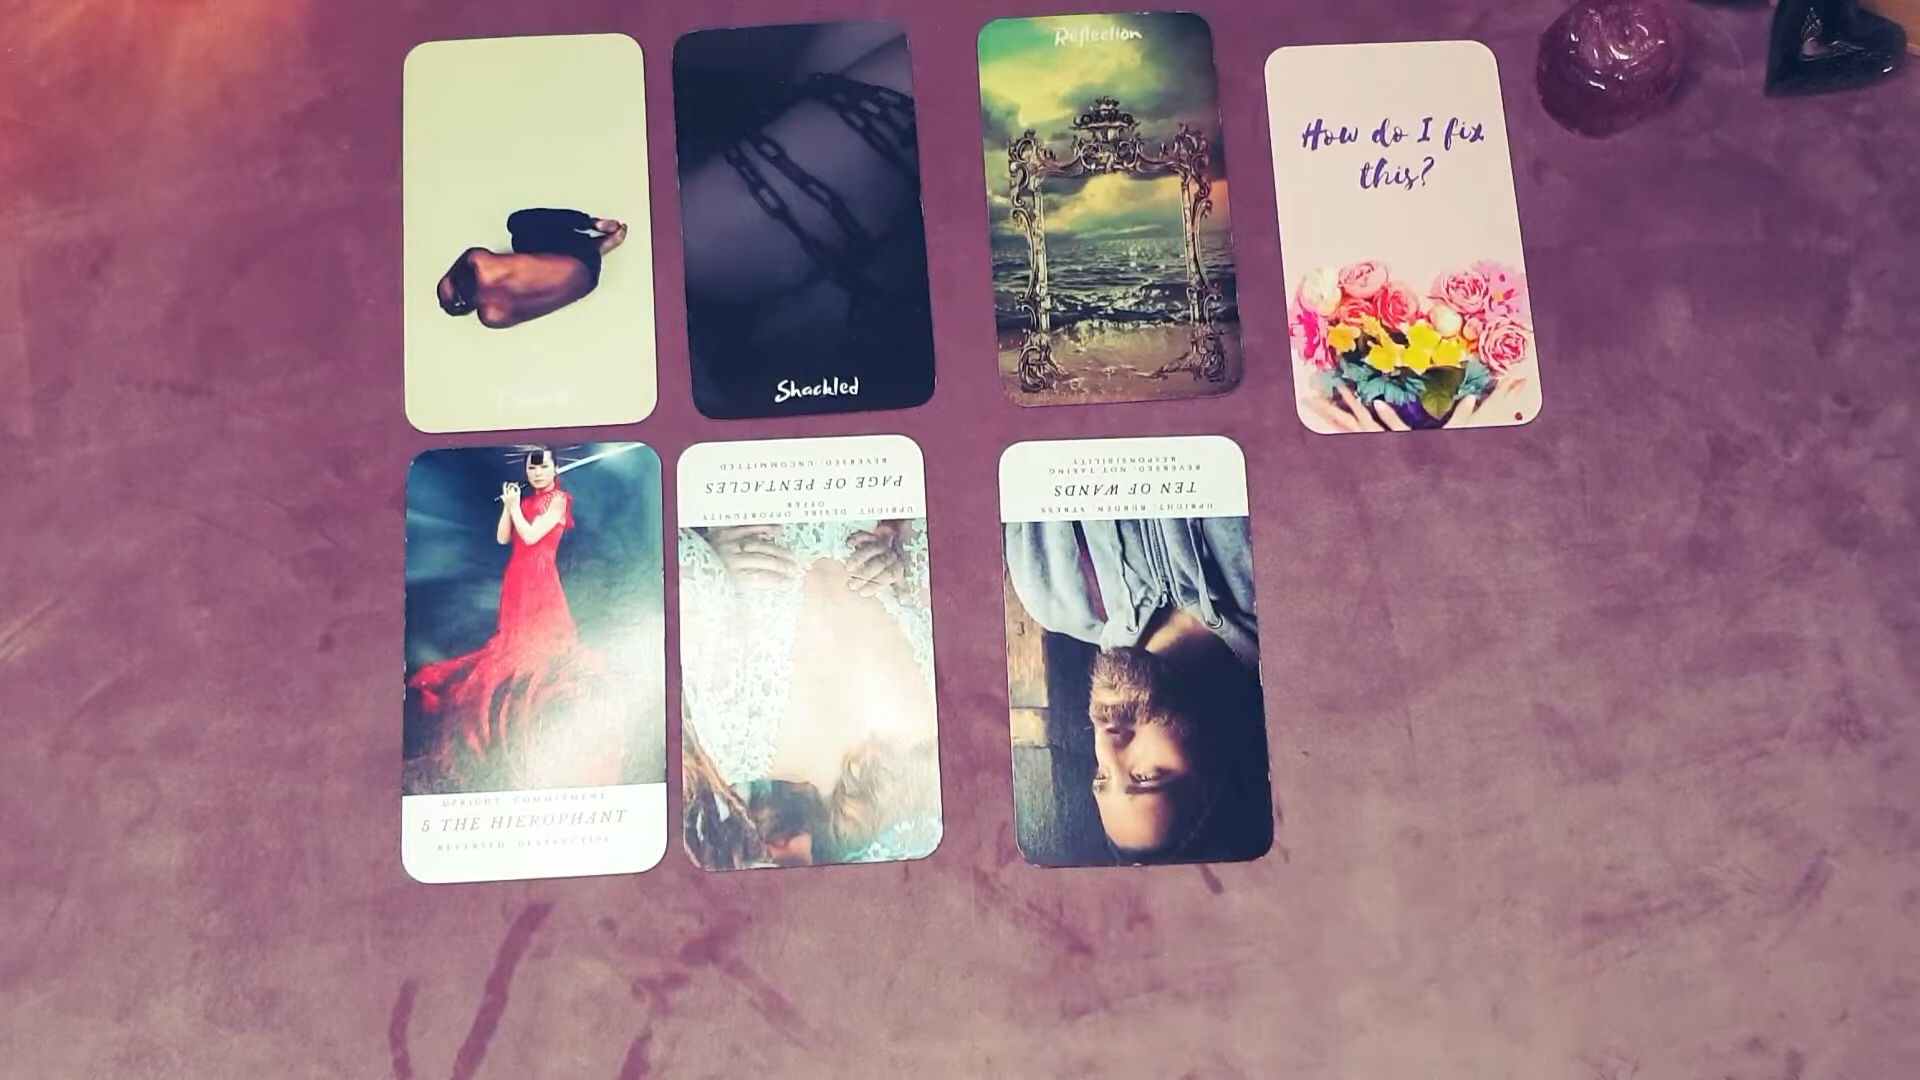 Shackled
Reflection
How do I fix
this?
UPRIGHT: COMMITMENT
5 THE HIEROPHANT
REVERSED: DESTRUCTIVE
UPRIGHT: DESIRE, OPPORTUNITY,
OFFER
PAGE OF PENTACLES
REVERSED: UNCOMMITTED
UPRIGHT: BURDEN, STRESS
TEN OF WANDS
REVERSED: NOT TAKING
RESPONSIBILITY